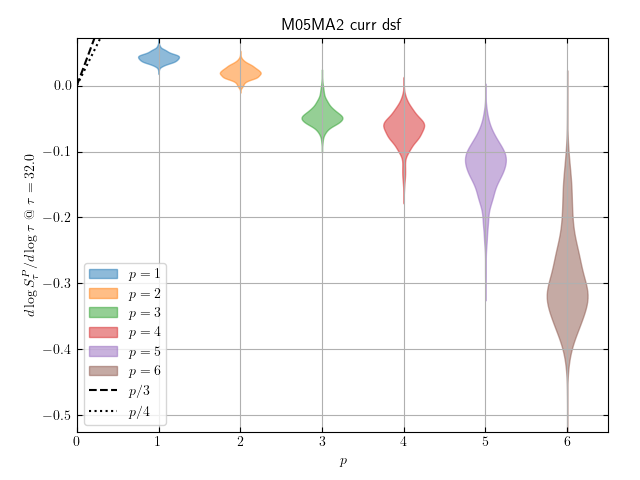 M05MA2 curr dsf
d log S_τ^P / d log τ @ τ = 32.0
0.0
−0.1
−0.2
−0.3
−0.4
−0.5
p = 1
p = 2
p = 3
p = 4
p = 5
p = 6
p/3
p/4
0 1 2 3 4 5 6
p